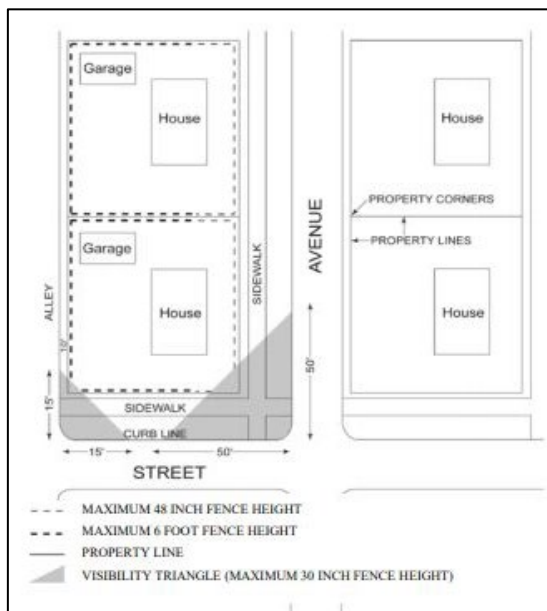 Garage
House
House
PROPERTY CORNERS
PROPERTY LINES
Garage
House
House
AVENUE
SIDEWALK
ALLEY
10'
15'
50'
SIDEWALK
CURB LINE
15'
50'
STREET
MAXIMUM 48 INCH FENCE HEIGHT
MAXIMUM 6 FOOT FENCE HEIGHT
PROPERTY LINE
VISIBILITY TRIANGLE (MAXIMUM 30 INCH FENCE HEIGHT)